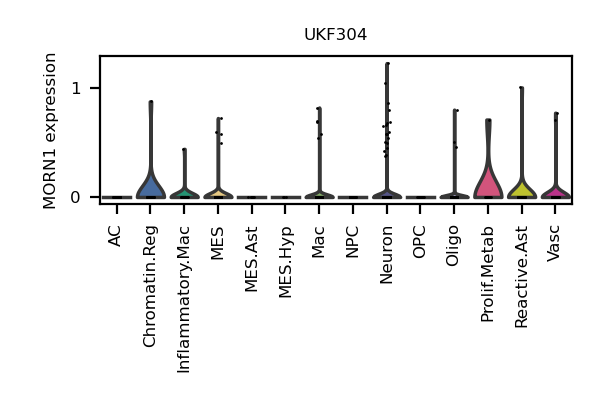 UKF304
MORN1 expression
1
0
AC
Chromatin.Reg
Inflammatory.Mac
MES
MES.Ast
MES.Hyp
Mac
NPC
Neuron
OPC
Oligo
Prolif.Metab
Reactive.Ast
Vasc